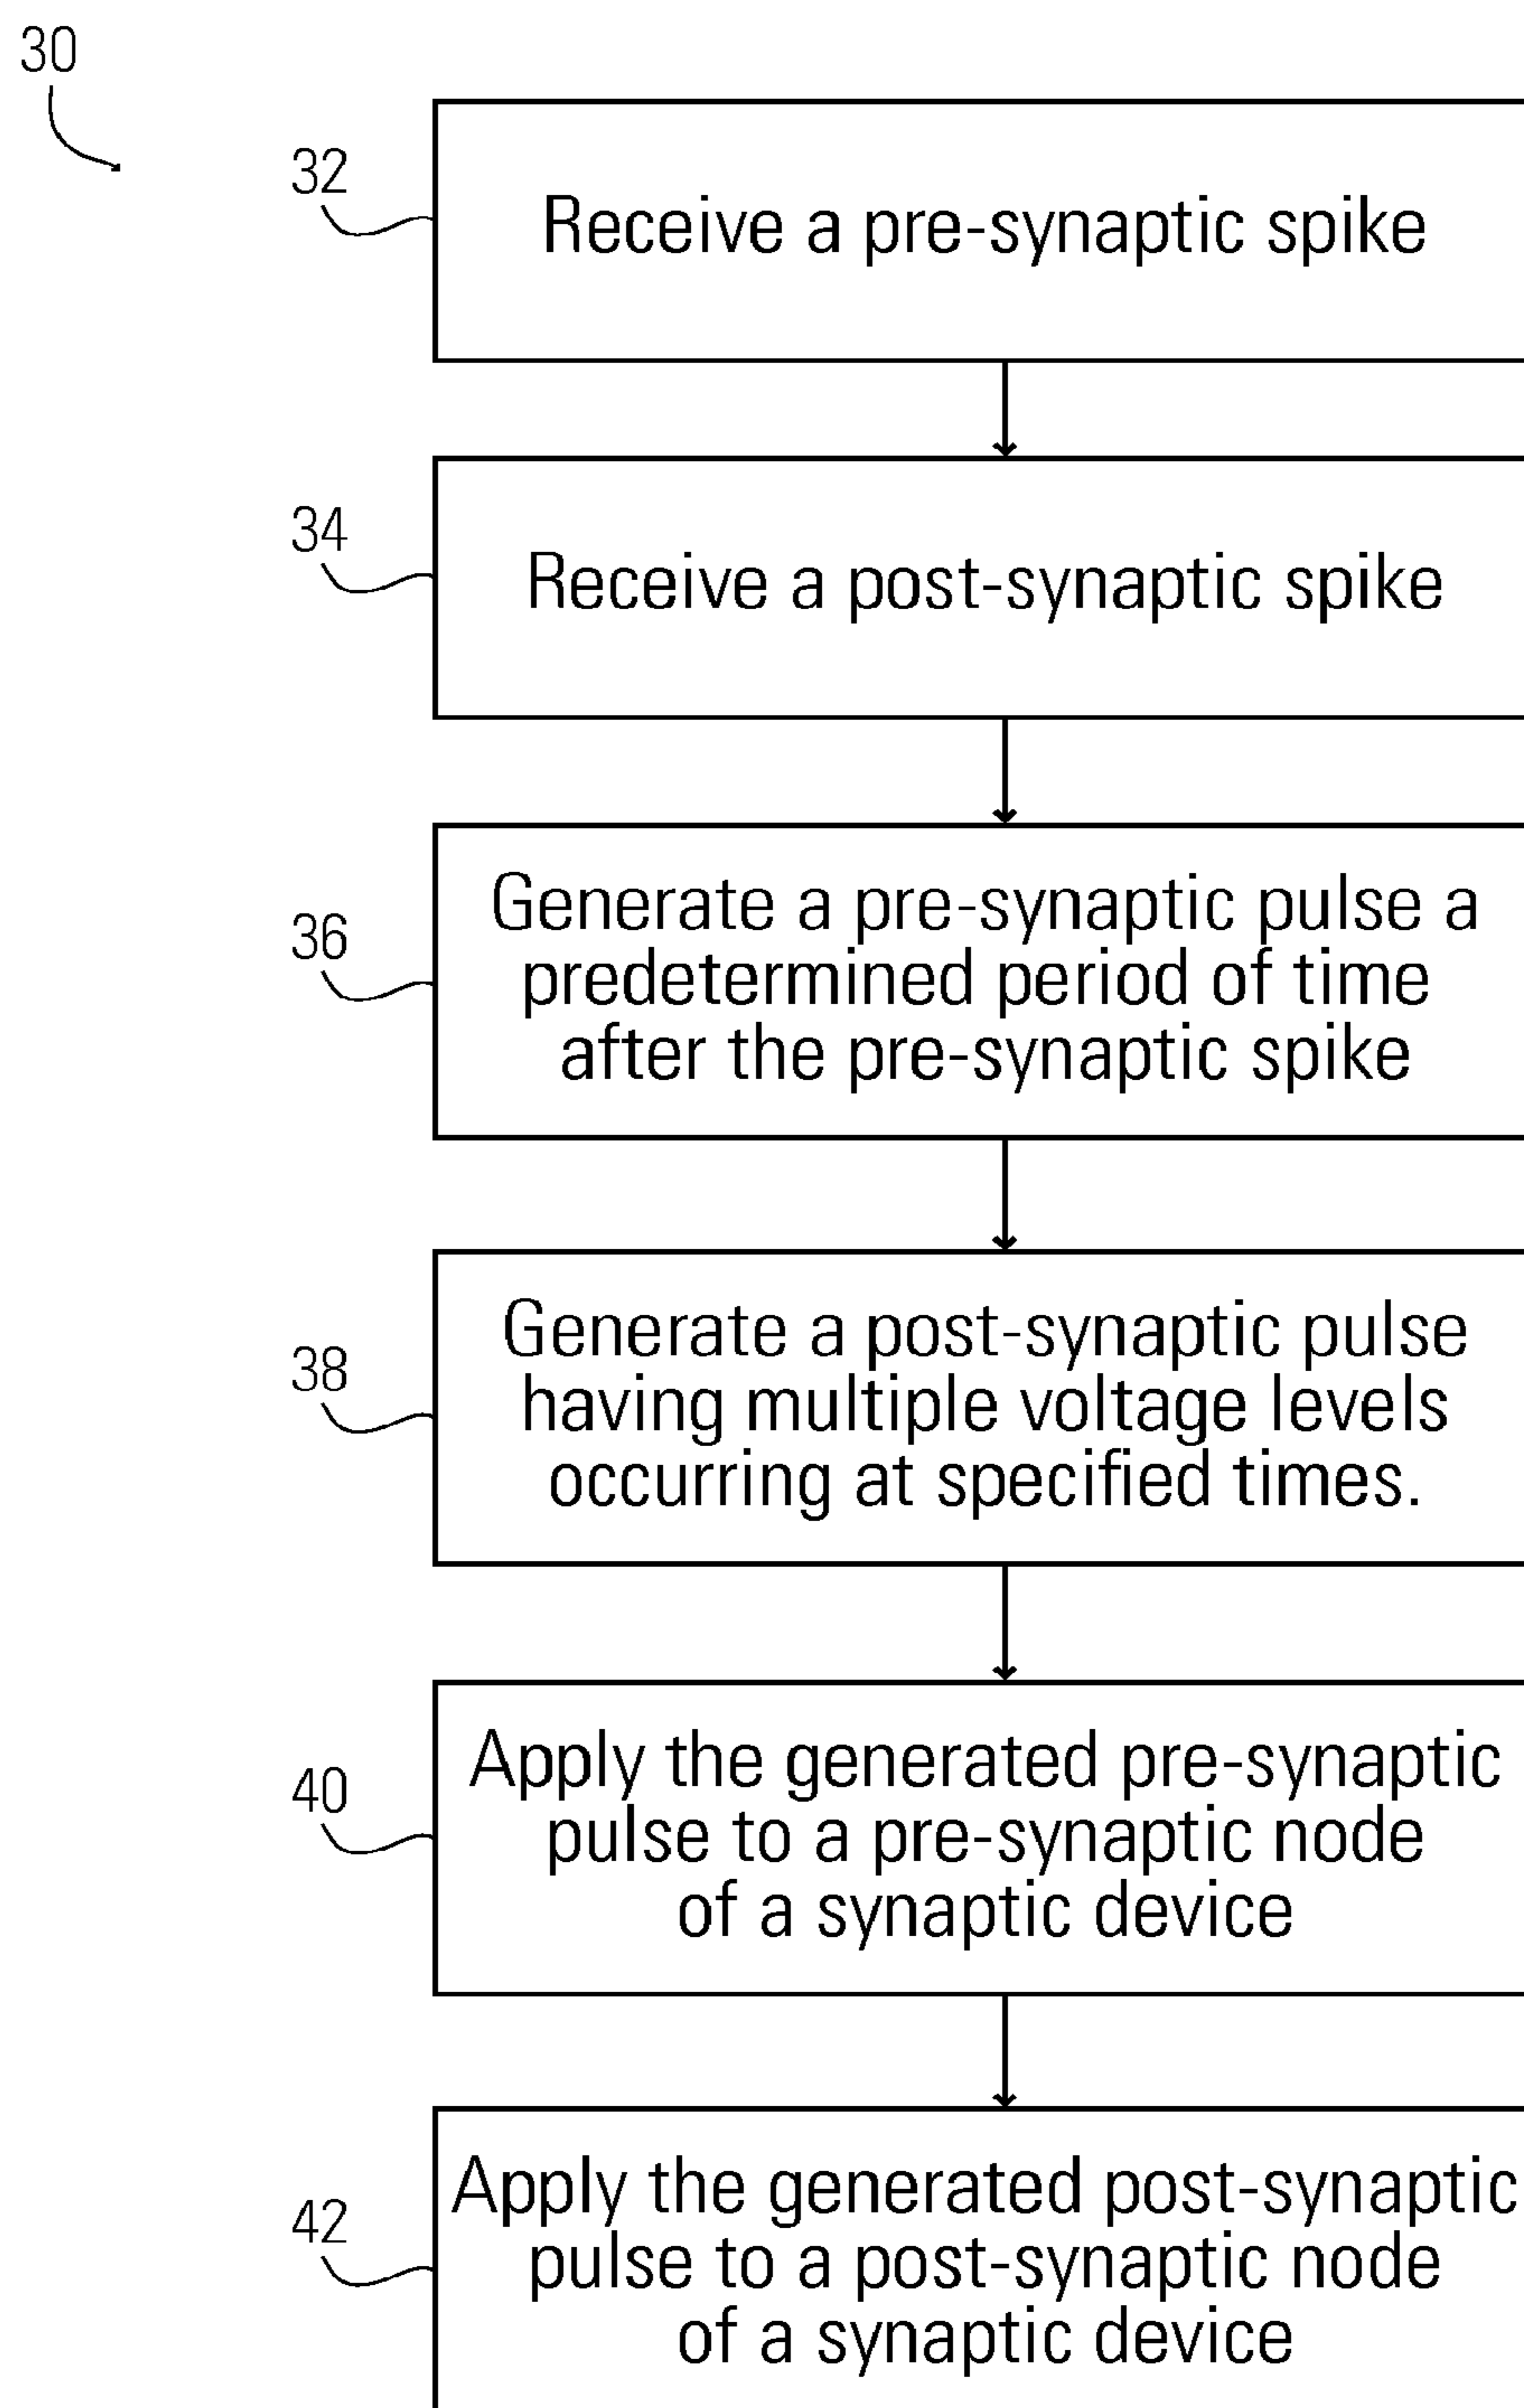 30
32
Receive a pre-synaptic spike
34
Receive a post-synaptic spike
36
Generate a pre-synaptic pulse a
predetermined period of time
after the pre-synaptic spike
38
Generate a post-synaptic pulse
having multiple voltage levels
occurring at specified times.
40
Apply the generated pre-synaptic
pulse to a pre-synaptic node
of a synaptic device
42
Apply the generated post-synaptic
pulse to a post-synaptic node
of a synaptic device